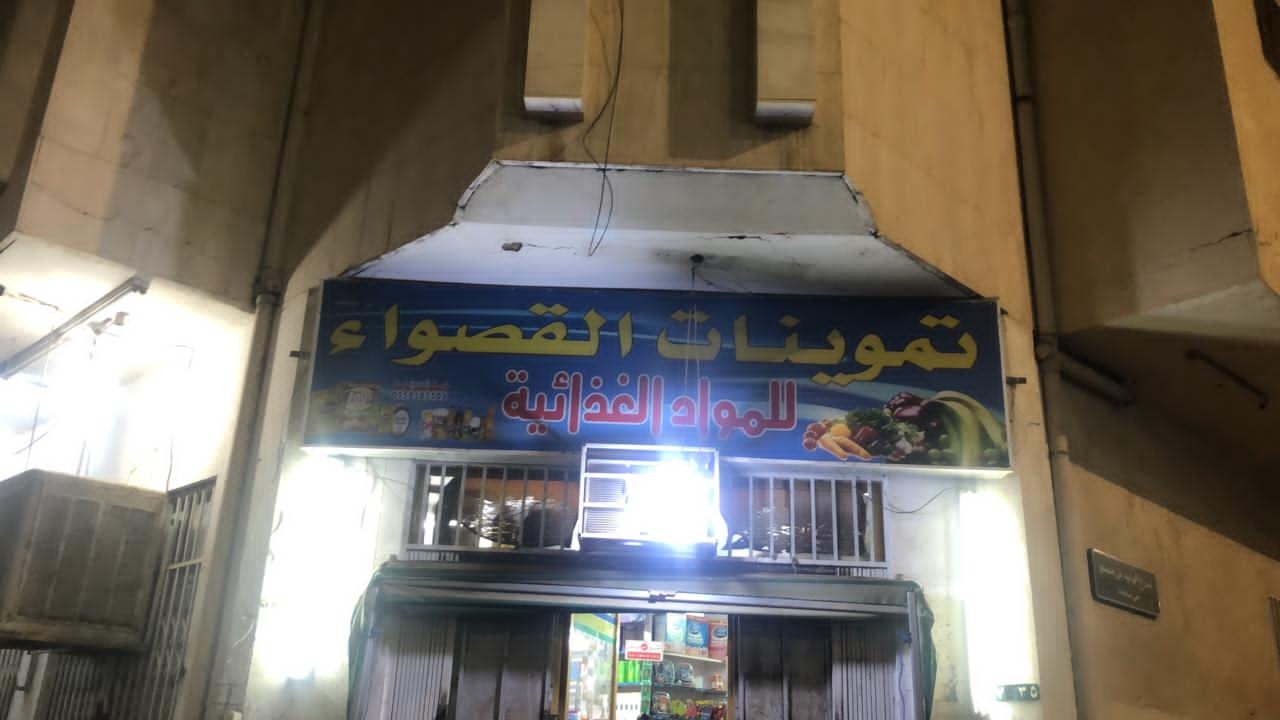 تموينات القصواء
للمواد الغذائية